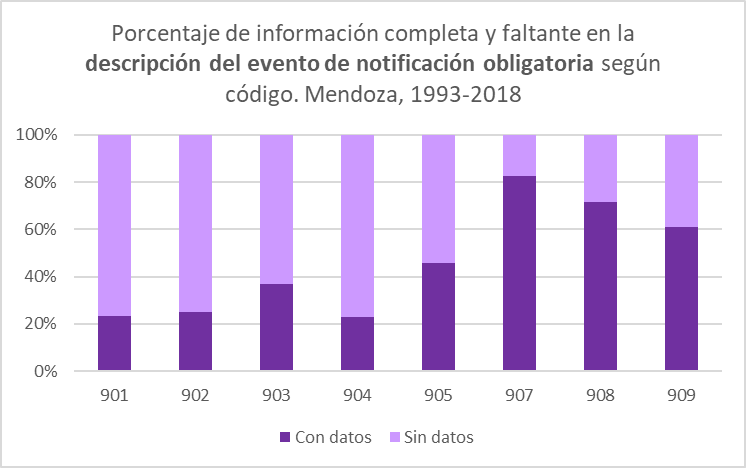 Porcentaje de información completa y faltante en la
descripción del evento de notificación obligatoria según
código. Mendoza, 1993-2018
100%
80%
60%
40%
20%
0%
901 902 903 904 905 907 908 909
Con datos Sin datos